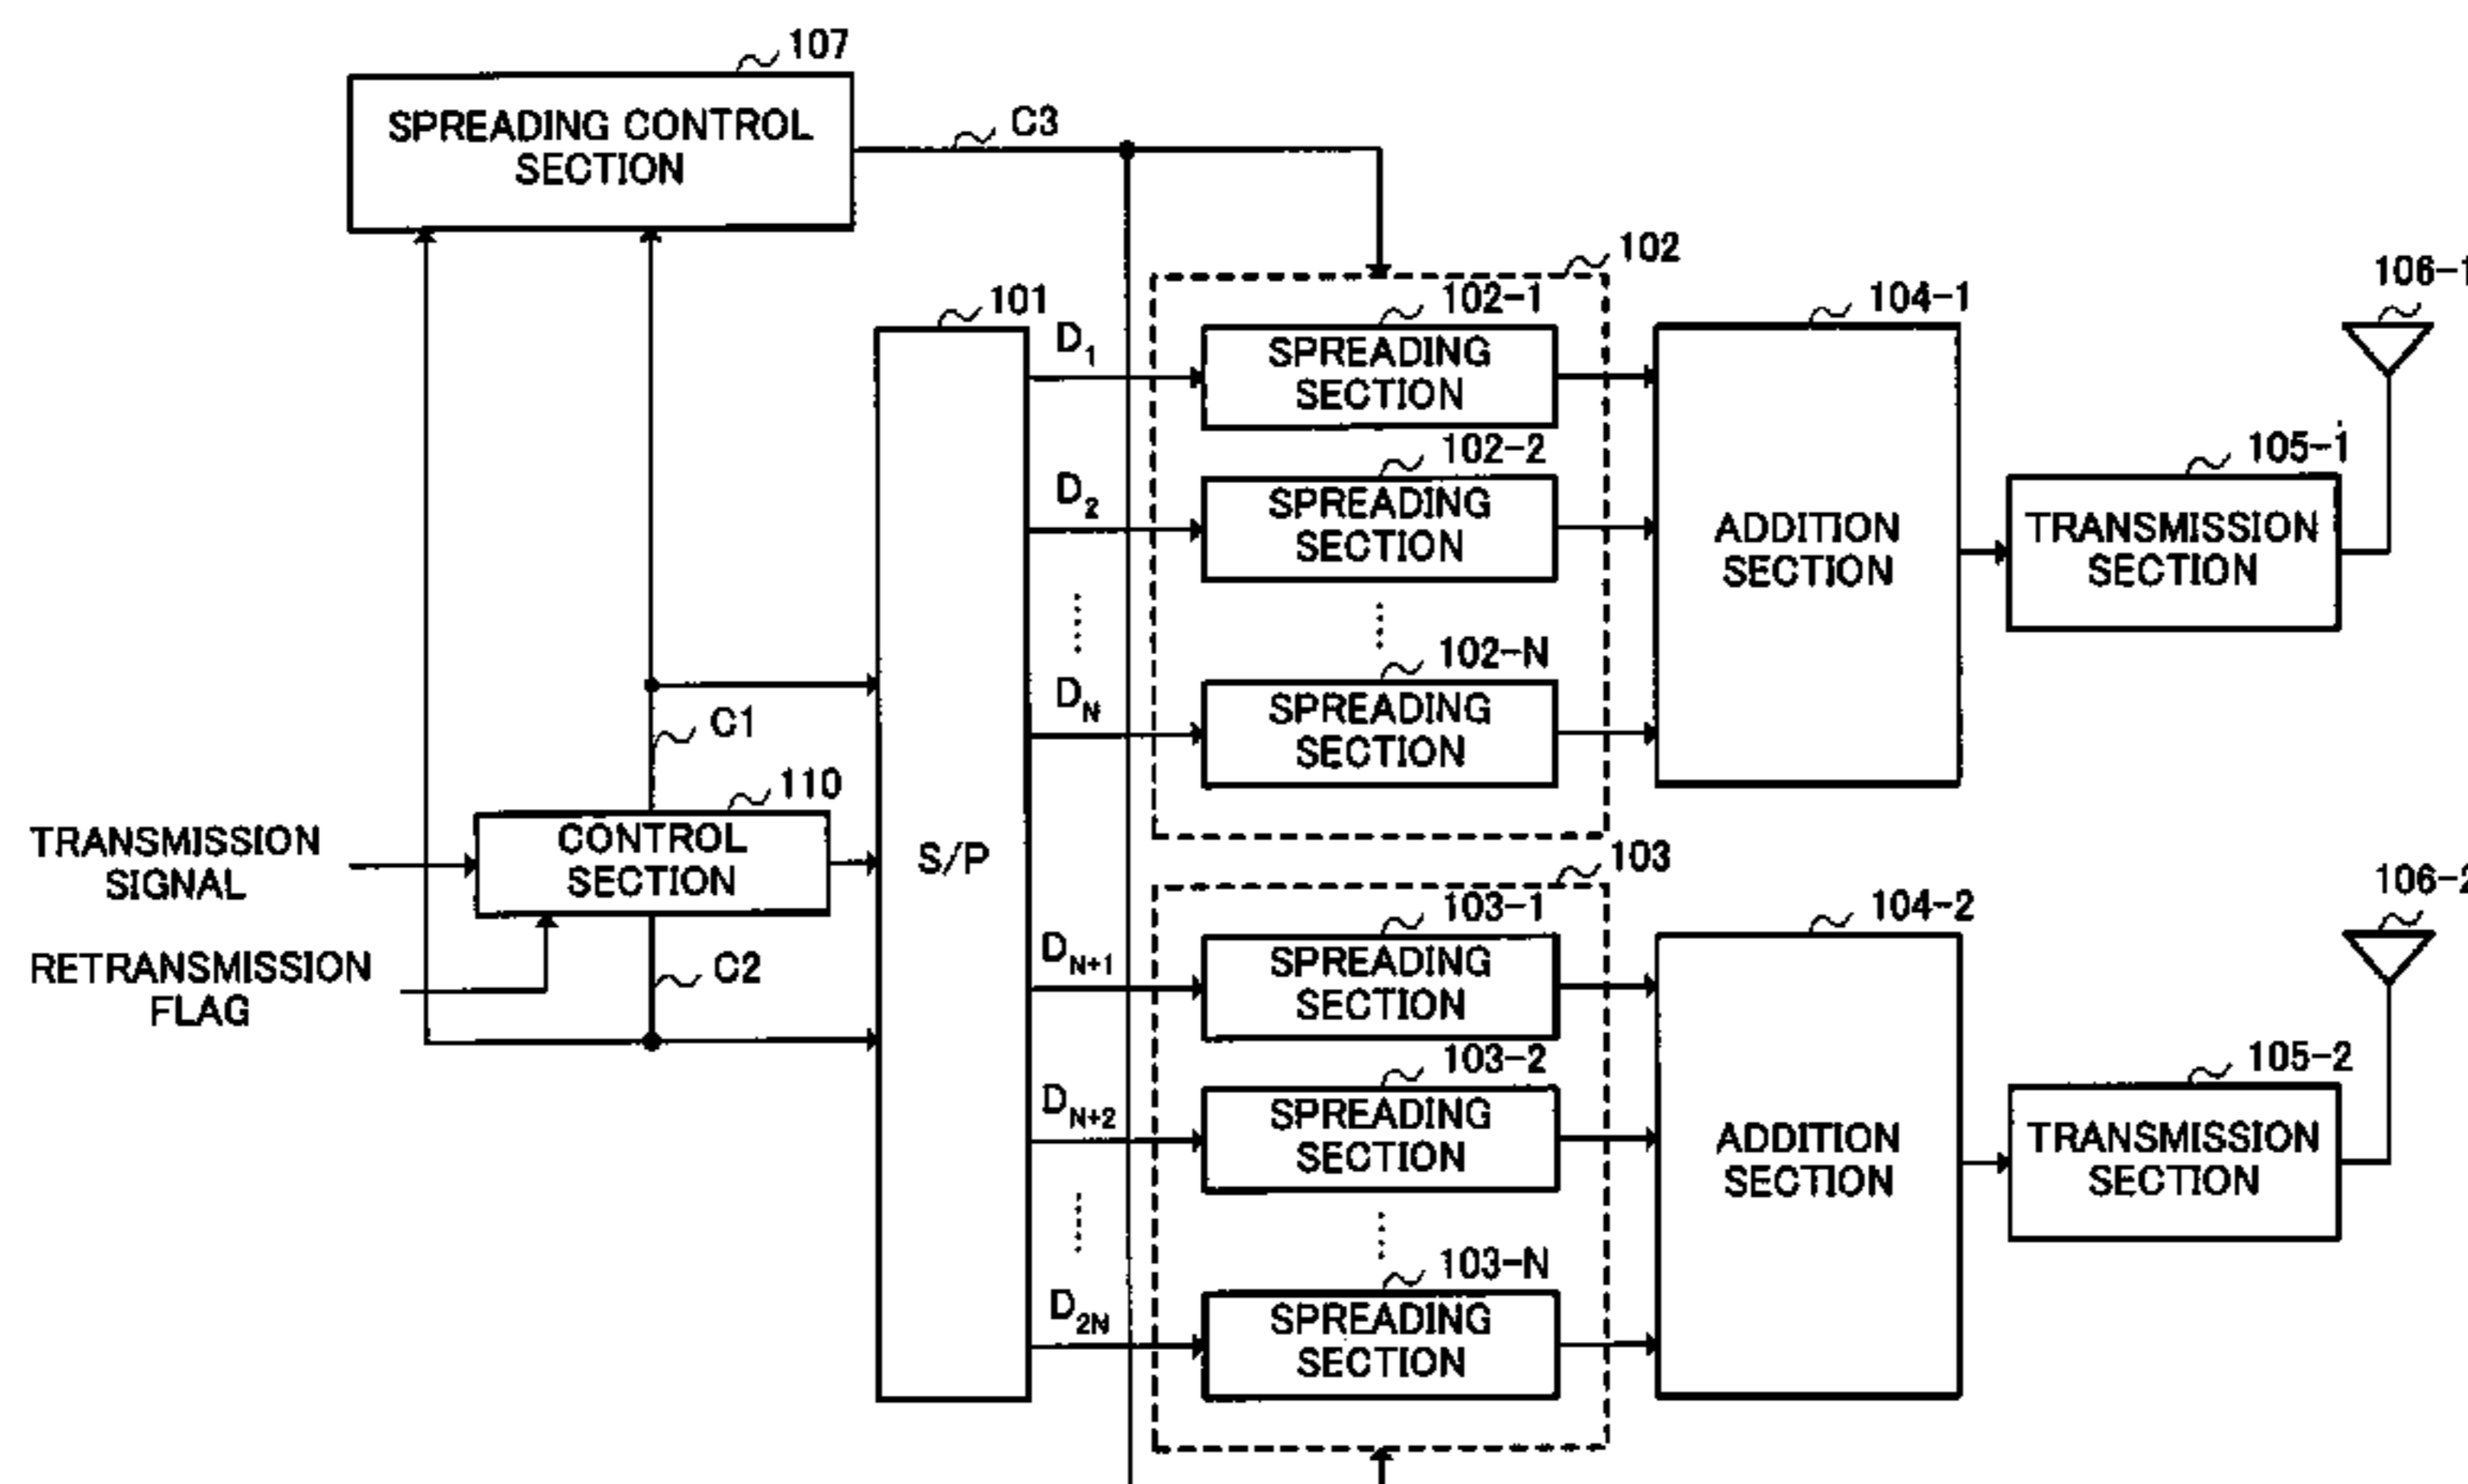 107
SPREADING CONTROL
SECTION
C3
102
106-1
101
102-1
104-1
D1
SPREADING
SECTION
102-2
105-1
D2
SPREADING
SECTION
ADDITION
SECTION
TRANSMISSION
SECTION
102-N
DN
SPREADING
SECTION
C1
110
TRANSMISSION
SIGNAL
CONTROL
SECTION
S/P
103
106-2
103-1
104-2
RETRANSMISSION
FLAG
C2
DN+1
SPREADING
SECTION
103-2
105-2
DN+2
SPREADING
SECTION
ADDITION
SECTION
TRANSMISSION
SECTION
103-N
D2N
SPREADING
SECTION